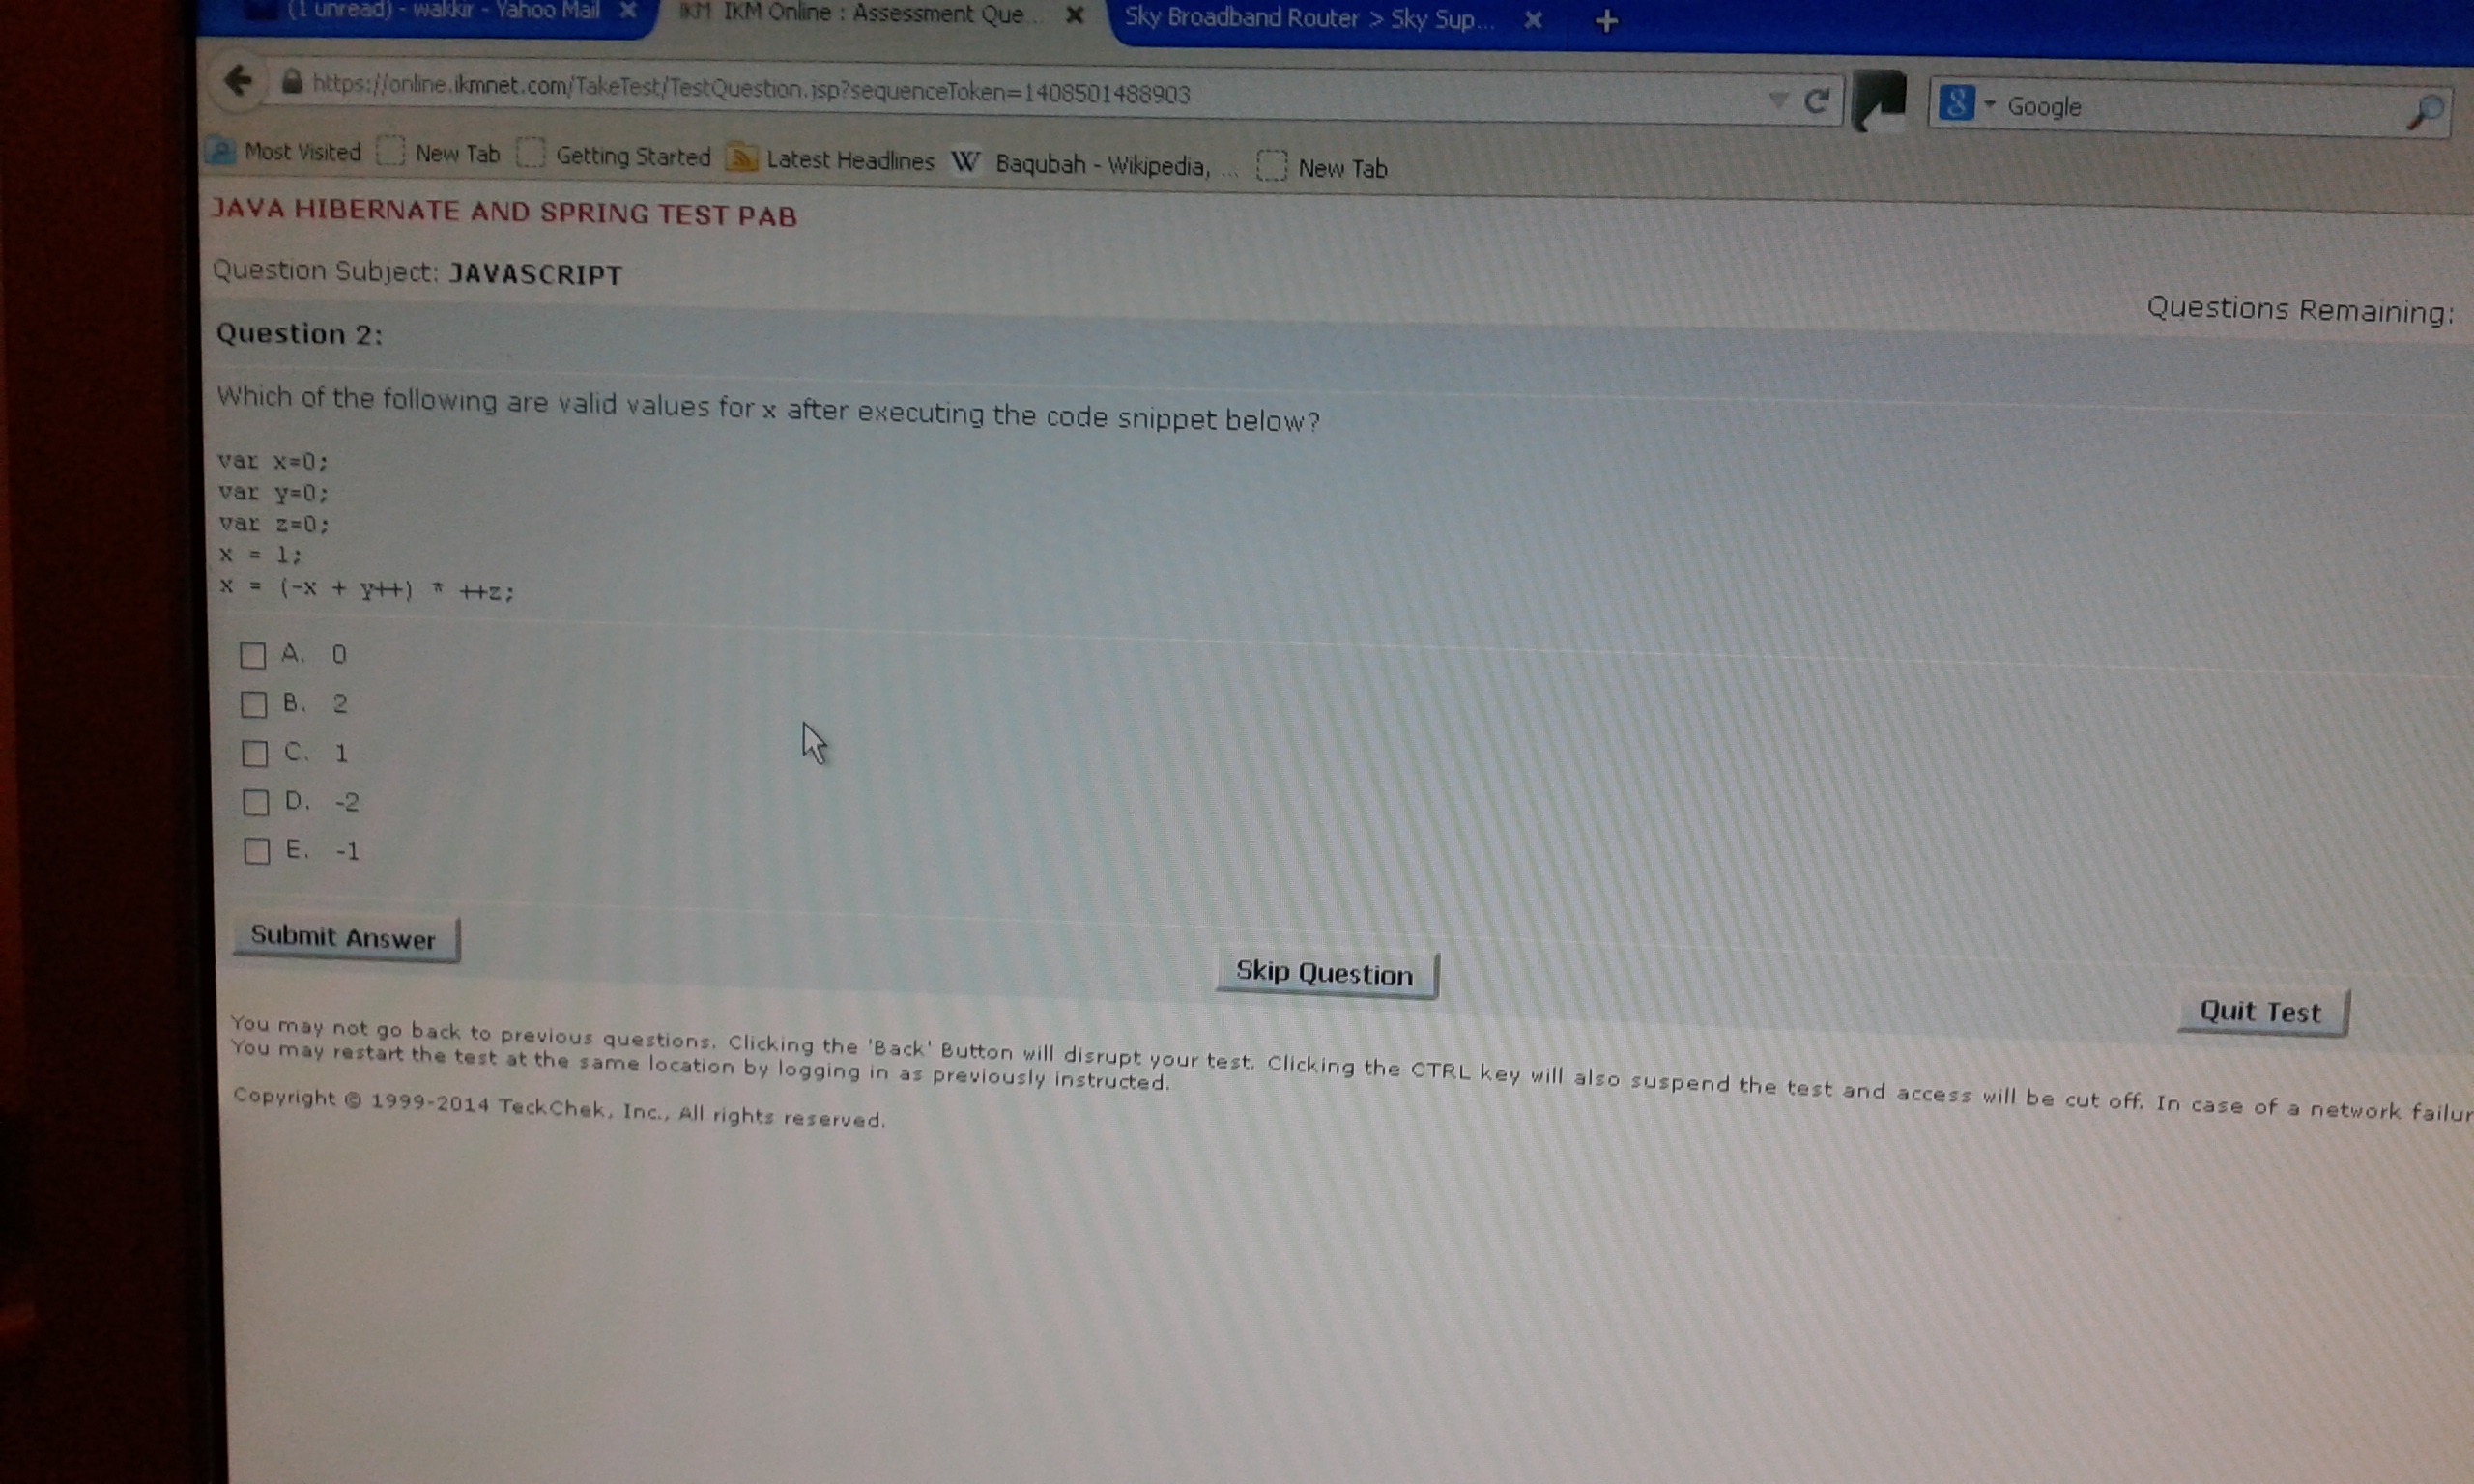 (1 unread) - wakkir - Yahoo Mail
IKM IKM Online : Assessment Que...
Sky Broadband Router > Sky Sup...
https://online.ikmnet.com/TakeTest/TestQuestion.jsp?sequenceToken=1408501488903
Google
Most Visited New Tab Getting Started Latest Headlines W Baqubah - Wikipedia, ... New Tab
JAVA HIBERNATE AND SPRING TEST PAB
Question Subject: JAVASCRIPT
Questions Remaining:
Question 2:
Which of the following are valid values for x after executing the code snippet below?
var x=0;
var y=0;
var z=0;
x = 1;
x = (-x + y++) * ++z;
A. 0
B. 2
C. 1
D. -2
E. -1
Submit Answer
Skip Question
Quit Test
You may not go back to previous questions. Clicking the 'Back' Button will disrupt your test. Clicking the CTRL key will also suspend the test and access will be cut off. In case of a network failur
You may restart the test at the same location by logging in as previously instructed.
Copyright © 1999-2014 TeckChek, Inc., All rights reserved.